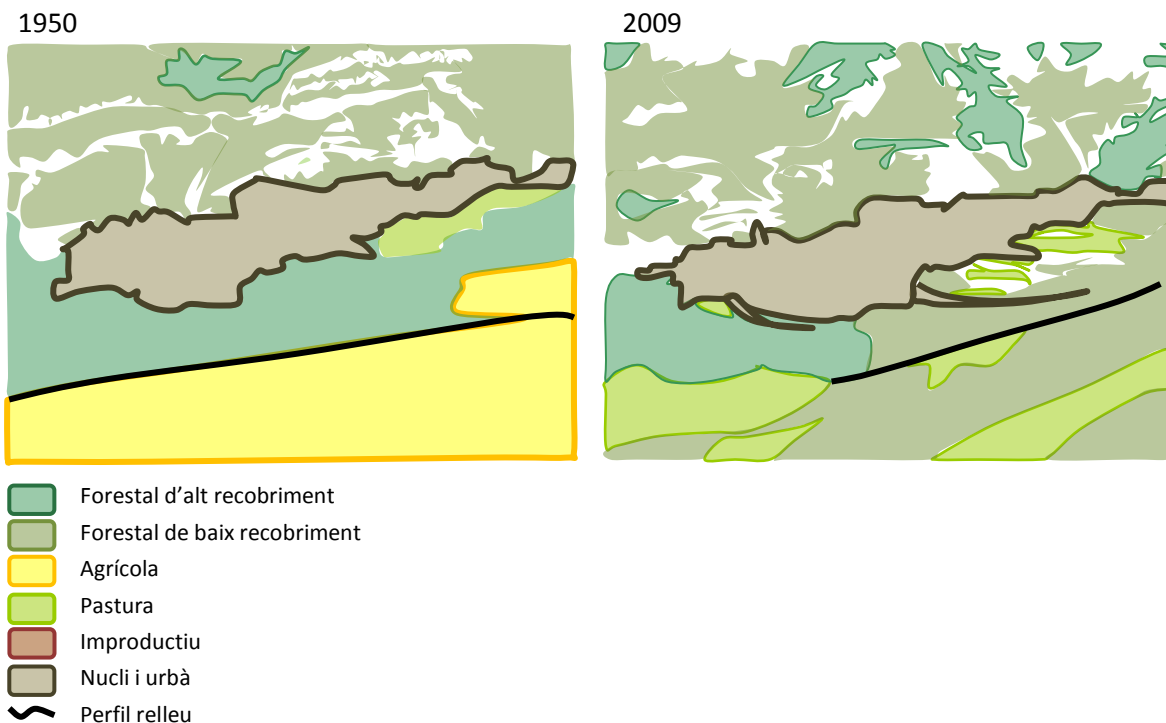 1950
2009
Forestal d'alt recobriment
Forestal de baix recobriment
Agrícola
Pastura
Improductiu
Nucli i urbà
Perfil relleu